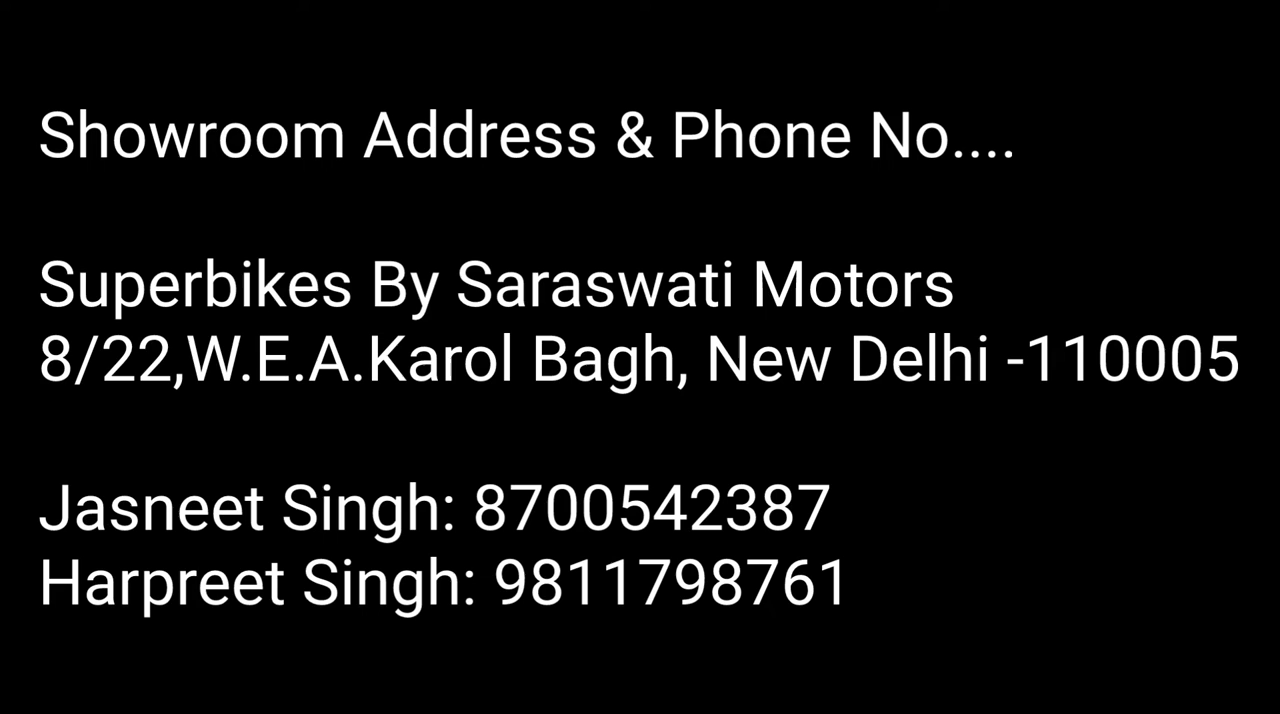 Showroom Address & Phone No....
Superbikes By Saraswati Motors
8/22,W.E.A.Karol Bagh, New Delhi -110005
Jasneet Singh: 8700542387
Harpreet Singh: 9811798761